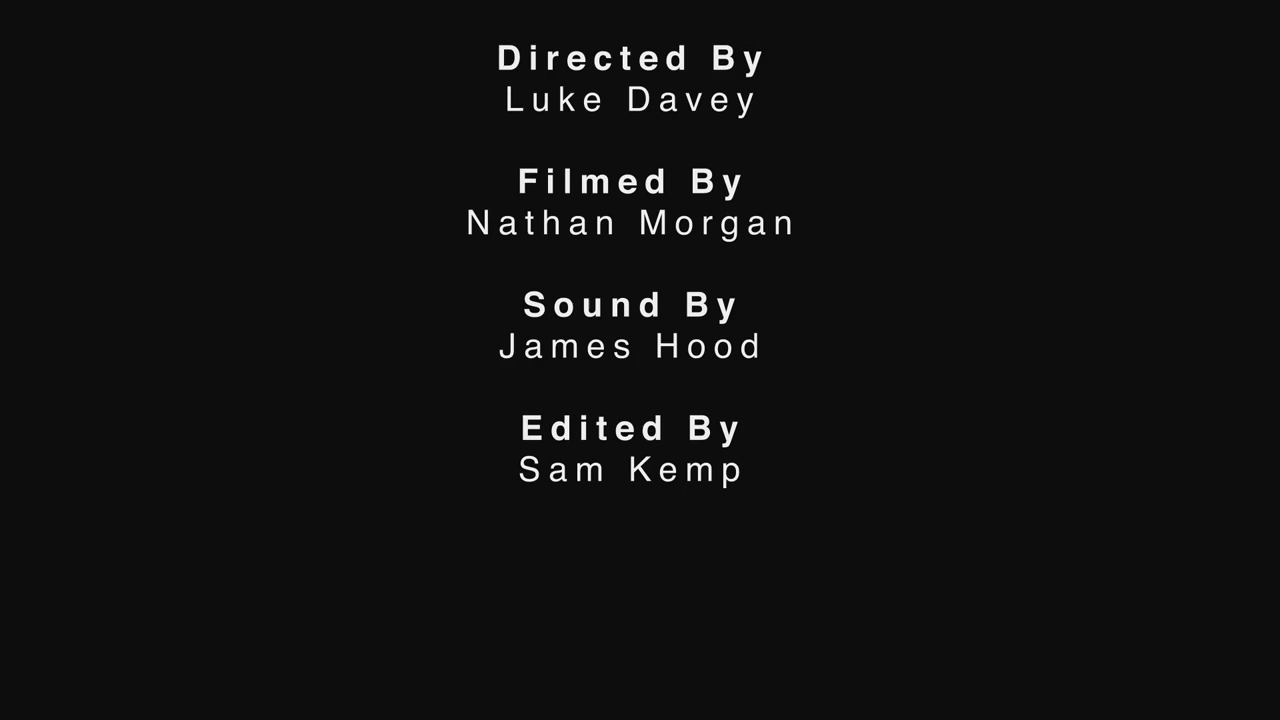 Directed By
Luke Davey
Filmed By
Nathan Morgan
Sound By
James Hood
Edited By
Sam Kemp